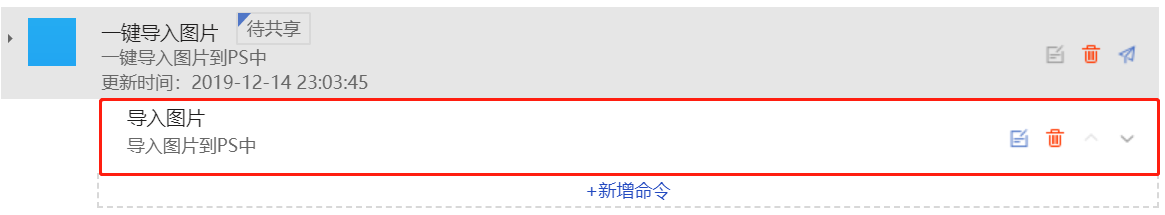 一键导入图片 待共享
一键导入图片到PS中
更新时间：2019-12-14 23:03:45
导入图片
导入图片到PS中
+新增命令